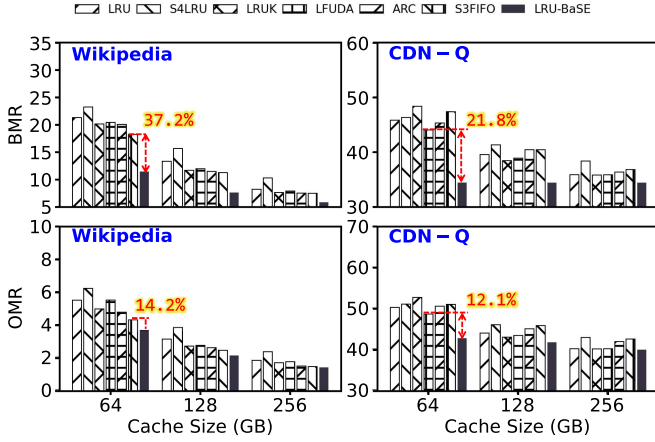 LRU S4LRU LRUK LFUDA ARC S3FIFO LRU-BaSE
35
30
25
20
15
10
5
BMR
Wikipedia
37.2%
60
50
40
30
CDN − Q
21.8%
10
8
6
4
2
0
OMR
Wikipedia
14.2%
64 128 256
Cache Size (GB)
70
60
50
40
30
CDN − Q
12.1%
64 128 256
Cache Size (GB)